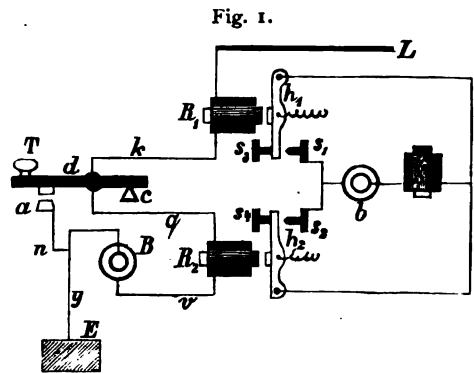 Fig. 1.
L
R1 h1
T d k s3 s1
a c b
q s4 s2
n B R2 h2
y v
E